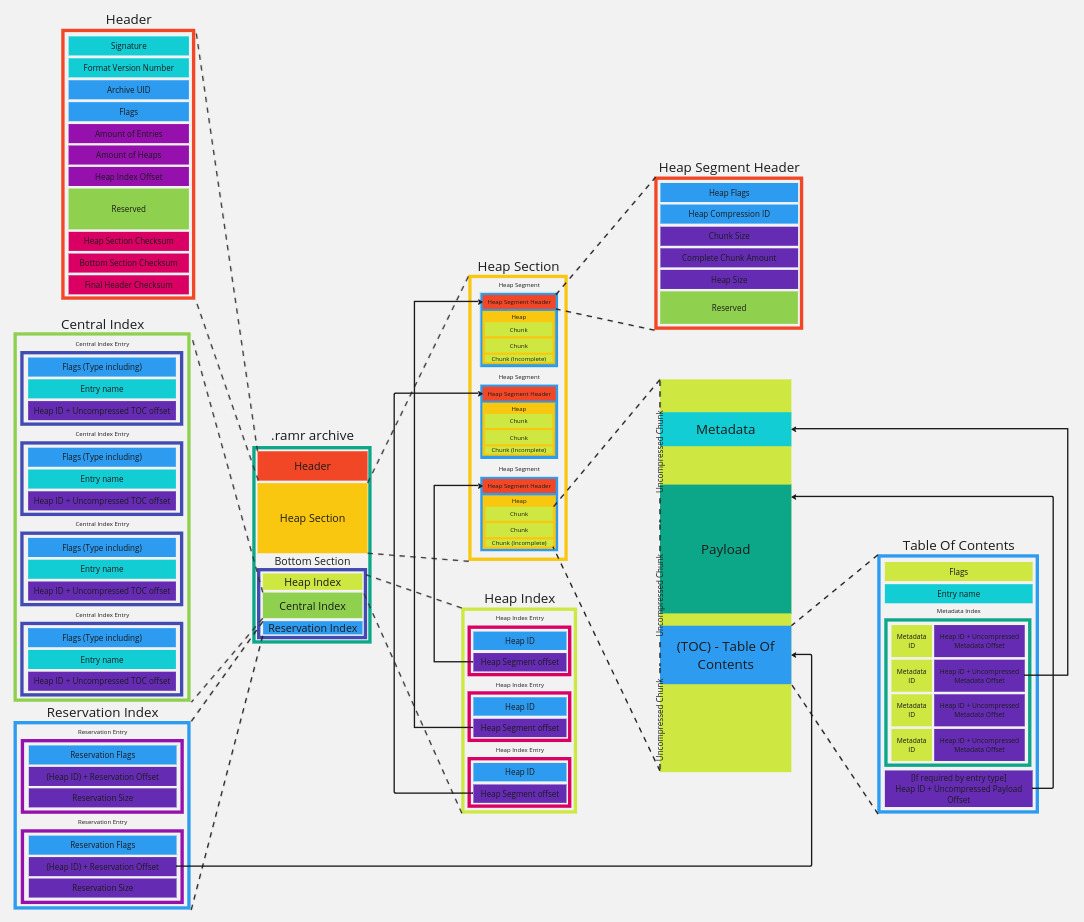 Header
Signature
Format Version Number
Archive UID
Flags
Amount of Entries
Amount of Heaps
Heap Index Offset
Reserved
Heap Section Checksum
Bottom Section Checksum
Final Header Checksum
Central Index
Central Index Entry
Flags (Type including)
Entry name
Heap ID + Uncompressed TOC offset
Central Index Entry
Flags (Type including)
Entry name
Heap ID + Uncompressed TOC offset
Central Index Entry
Flags (Type including)
Entry name
Heap ID + Uncompressed TOC offset
Central Index Entry
Flags (Type including)
Entry name
Heap ID + Uncompressed TOC offset
Reservation Index
Reservation Entry
Reservation Flags
(Heap ID) + Reservation Offset
Reservation Size
Reservation Entry
Reservation Flags
(Heap ID) + Reservation Offset
Reservation Size
.ramr archive
Header
Heap Section
Bottom Section
Heap Index
Central Index
Reservation Index
Heap Section
Heap Segment
Heap Segment Header
Heap
Chunk
Chunk
Chunk (Incomplete)
Heap Segment
Heap Segment Header
Heap
Chunk
Chunk
Chunk (Incomplete)
Heap Segment
Heap Segment Header
Heap
Chunk
Chunk
Chunk (Incomplete)
Heap Index
Heap Index Entry
Heap ID
Heap Segment offset
Heap Index Entry
Heap ID
Heap Segment offset
Heap Index Entry
Heap ID
Heap Segment offset
Heap Segment Header
Heap Flags
Heap Compression ID
Chunk Size
Complete Chunk Amount
Heap Size
Reserved
Uncompressed Chunk
Uncompressed Chunk
Uncompressed Chunk
Metadata
Payload
(TOC) - Table Of
Contents
Table Of Contents
Flags
Entry name
Metadata Index
Metadata
ID
Heap ID + Uncompressed
Metadata Offset
Metadata
ID
Heap ID + Uncompressed
Metadata Offset
Metadata
ID
Heap ID + Uncompressed
Metadata Offset
Metadata
ID
Heap ID + Uncompressed
Metadata Offset
[If required by entry type]
Heap ID + Uncompressed Payload
Offset